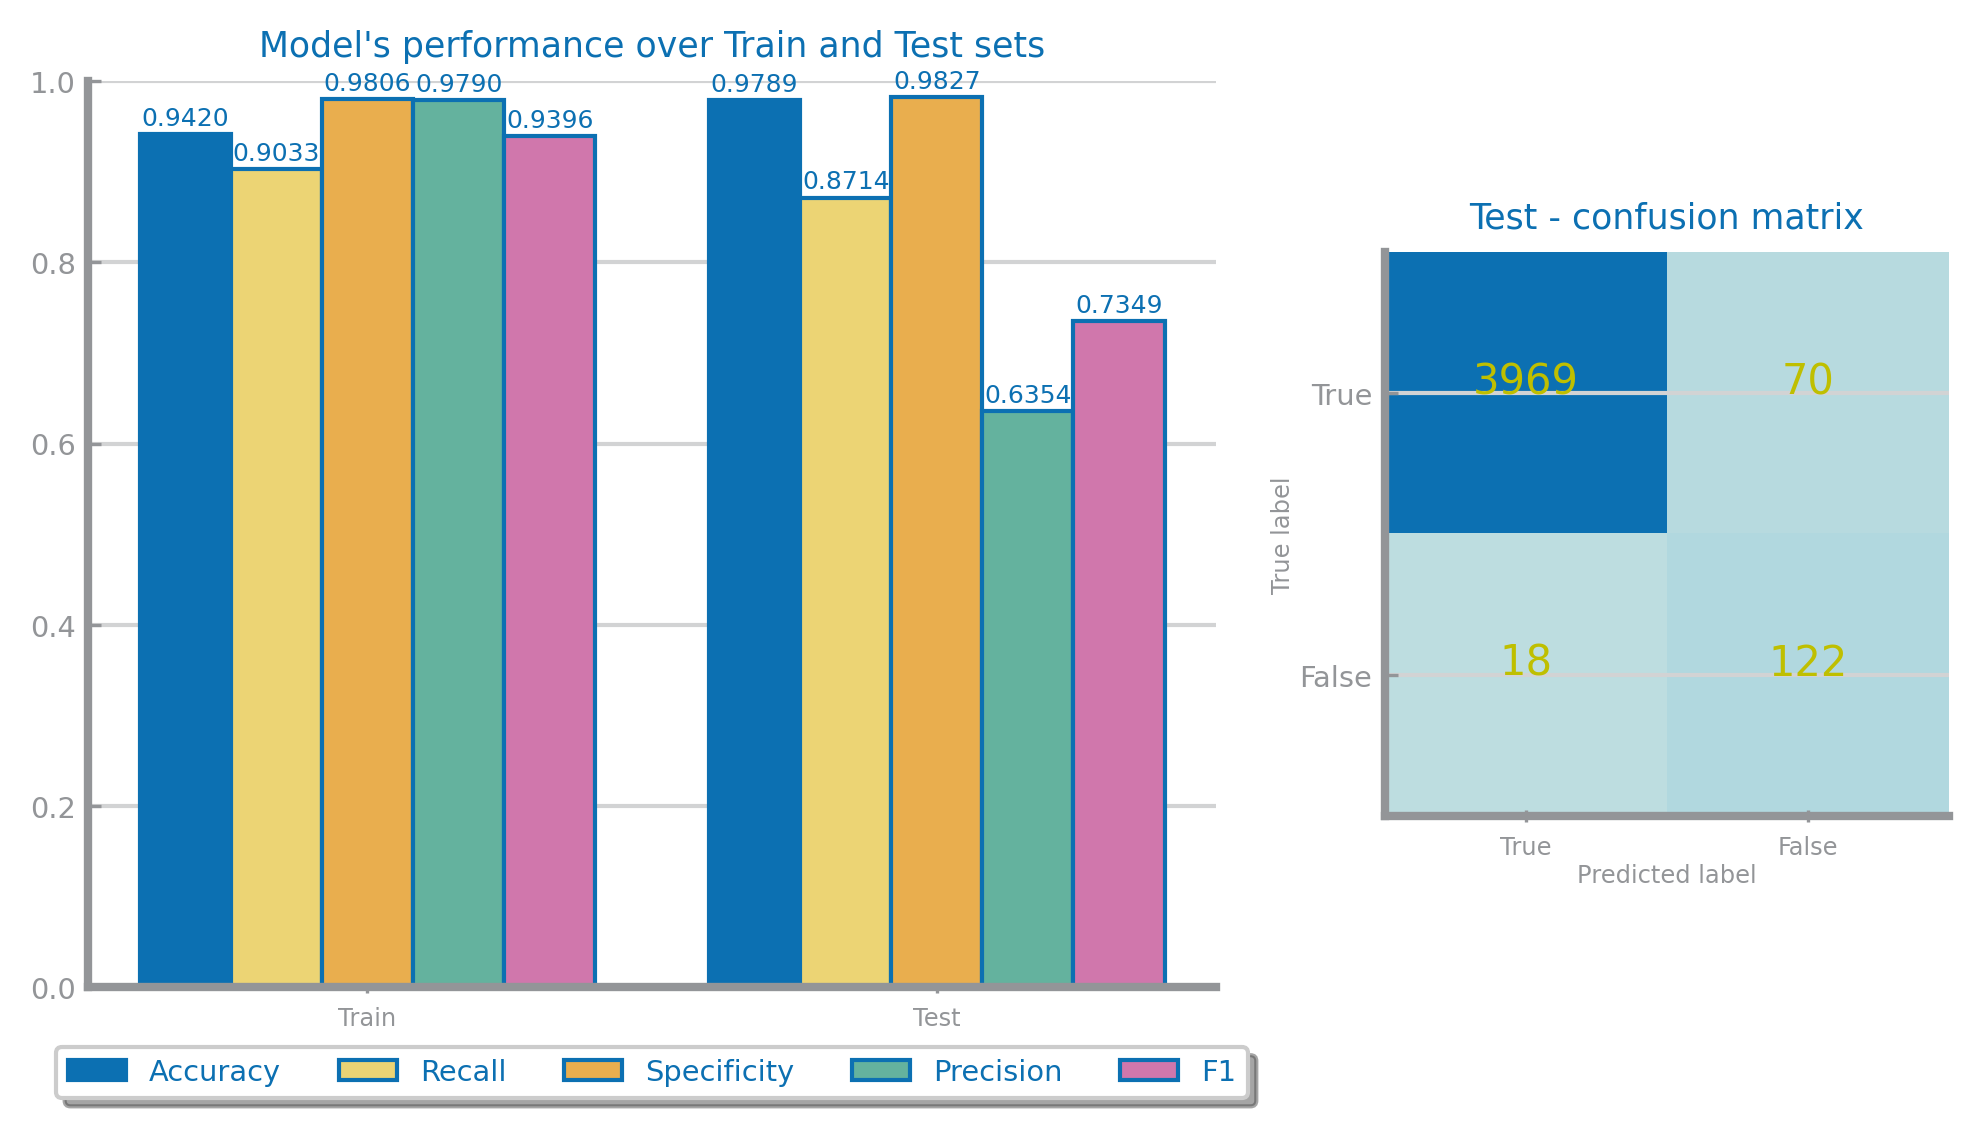 Model's performance over Train and Test sets
1.0
0.8
0.6
0.4
0.2
0.0
0.9420
0.9033
0.9806
0.9790
0.9396
0.9789
0.8714
0.9827
0.6354
0.7349
Train
Test
Accuracy Recall Specificity Precision F1
Test - confusion matrix
True label
True
False
3969 70
18 122
True False
Predicted label